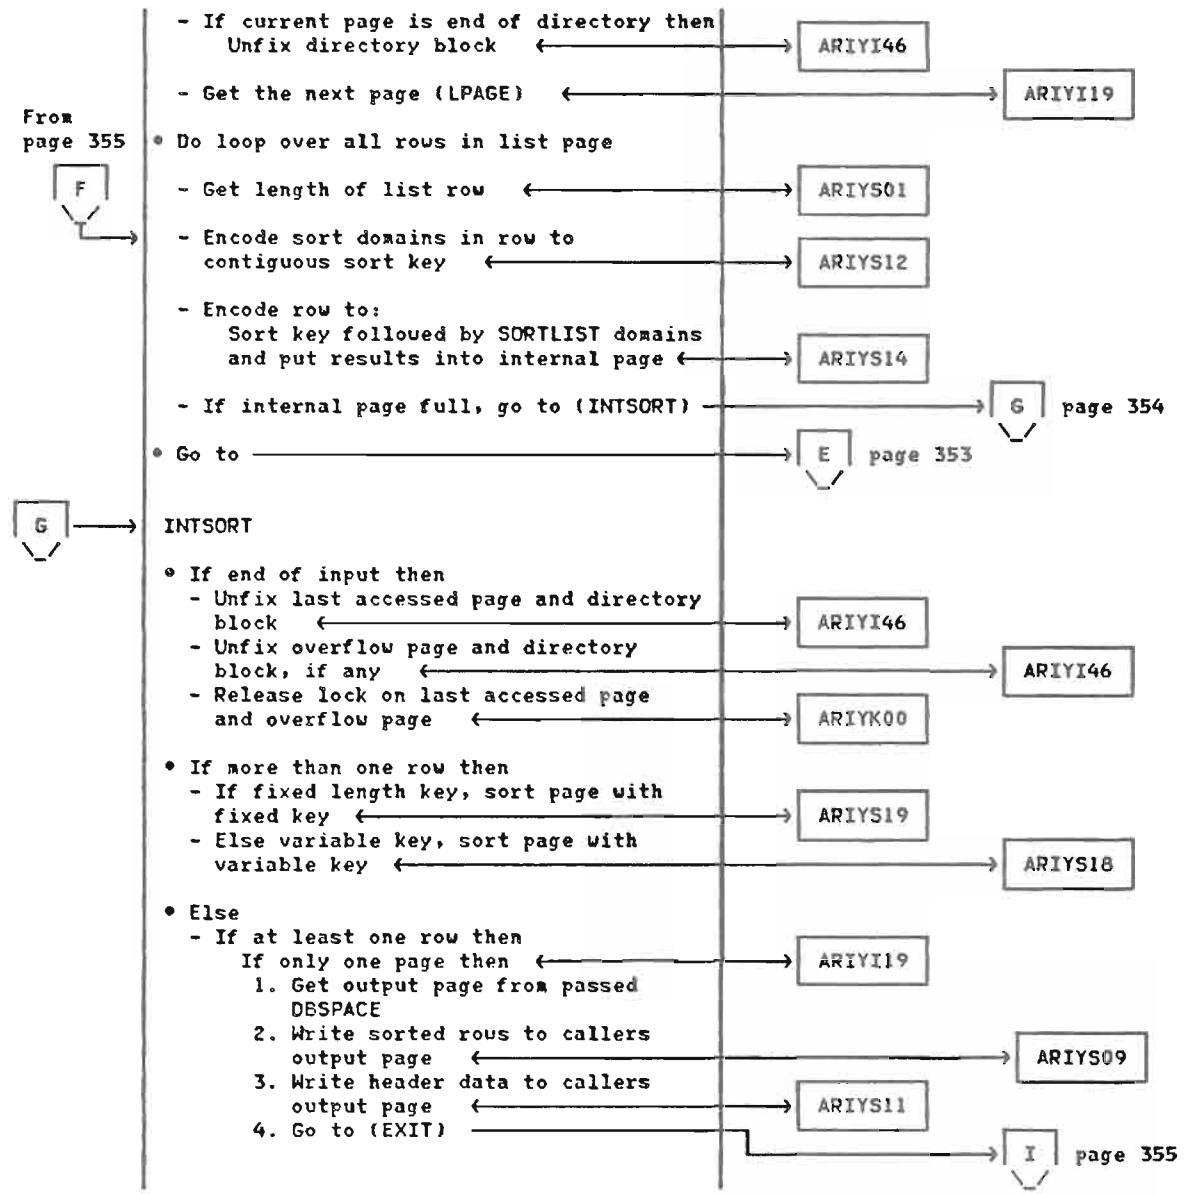 - If current page is end of directory then
Unfix directory block ARIYI46
- Get the next page (LPAGE) ARIYI19
From
page 355 • Do loop over all rows in list page
F - Get length of list row ARIYS01
- Encode sort domains in row to
contiguous sort key ARIYS12
- Encode row to:
Sort key followed by SORTLIST domains
and put results into internal page ARIYS14
- If internal page full, go to (INTSORT) G page 354
• Go to E page 353
G INTSORT
• If end of input then
- Unfix last accessed page and directory
block ARIYI46
- Unfix overflow page and directory
block, if any ARIYI46
- Release lock on last accessed page
and overflow page ARIYK00
• If more than one row then
- If fixed length key, sort page with
fixed key ARIYS19
- Else variable key, sort page with
variable key ARIYS18
• Else
- If at least one row then
If only one page then ARIYI19
1. Get output page from passed
DBSPACE
2. Write sorted rows to callers
output page ARIYS09
3. Write header data to callers
output page ARIYS11
4. Go to (EXIT)
I page 355